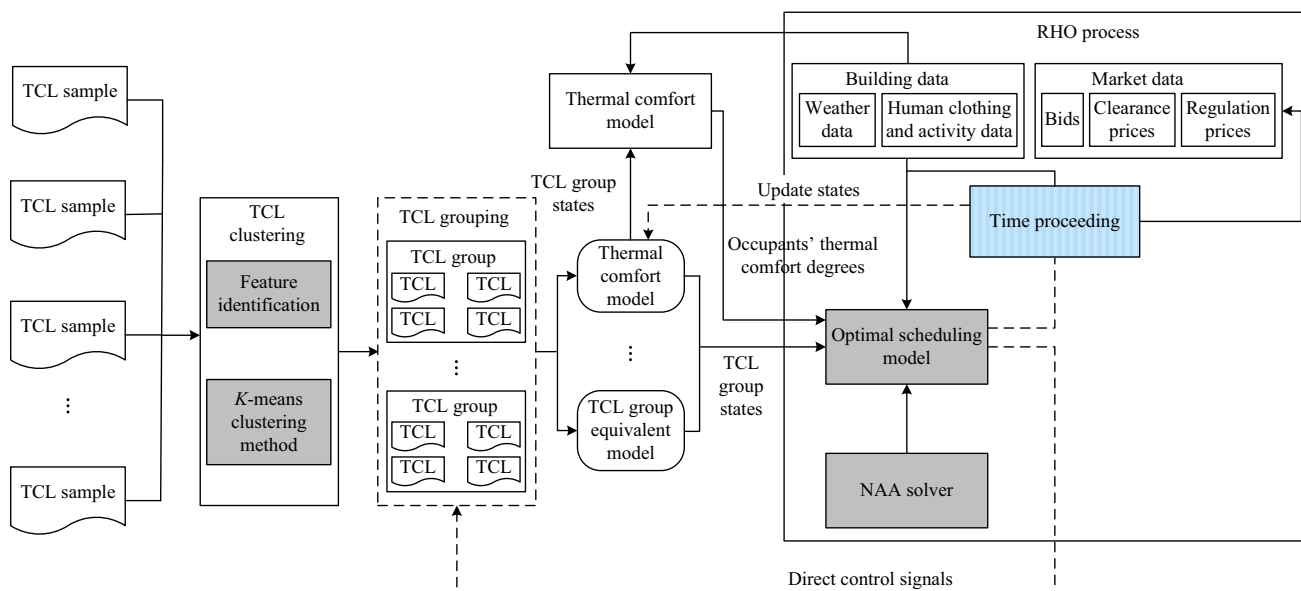 RHO process
TCL sample
TCL sample
TCL sample
⋮
TCL sample
TCL
clustering
Feature
identification
K-means
clustering
method
TCL grouping
TCL group
TCL TCL
TCL TCL
⋮
TCL group
TCL TCL
TCL TCL
Thermal comfort
model
TCL group
states
Thermal
comfort
model
⋮
TCL group
equivalent
model
Occupants’ thermal
comfort degrees
TCL
group
states
Update states
Building data
Weather
data
Human clothing
and activity data
Market data
Bids
Clearance
prices
Regulation
prices
Time proceeding
Optimal scheduling
model
NAA solver
Direct control signals